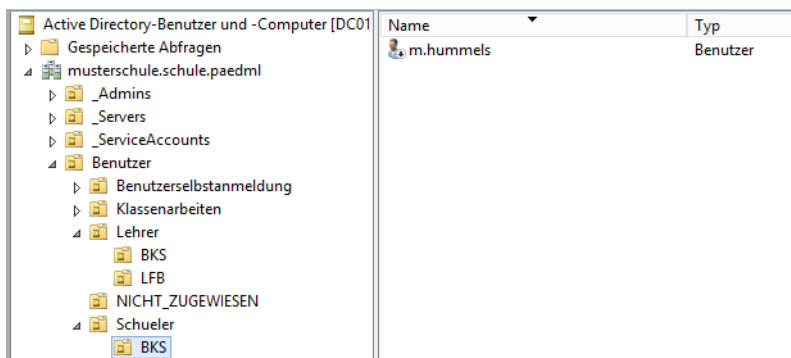 Active Directory-Benutzer und -Computer [DC01
Gespeicherte Abfragen
musterschule.schule.paedml
_Admins
_Servers
_ServiceAccounts
Benutzer
Benutzerselbstanmeldung
Klassenarbeiten
Lehrer
BKS
LFB
NICHT_ZUGEWIESEN
Schueler
BKS
Name Typ
m.hummels Benutzer